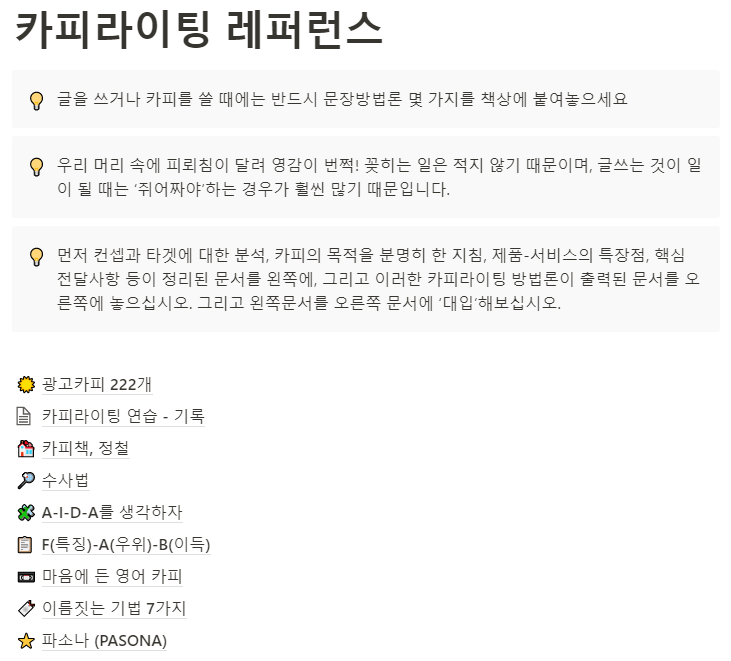 카피라이팅 레퍼런스
글을 쓰거나 카피를 쓸 때에는 반드시 문장방법론 몇 가지를 책상에 붙여놓으세요
우리 머리 속에 피뢰침이 달려 영감이 번쩍! 꽂히는 일은 적지 않기 때문이며, 글쓰는 것이 일
이 될 때는 ‘쥐어짜야’하는 경우가 훨씬 많기 때문입니다.
먼저 컨셉과 타겟에 대한 분석, 카피의 목적을 분명히 한 지침, 제품-서비스의 특장점, 핵심
전달사항 등이 정리된 문서를 왼쪽에, 그리고 이러한 카피라이팅 방법론이 출력된 문서를 오
른쪽에 놓으십시오. 그리고 왼쪽문서를 오른쪽 문서에 ‘대입’해보십시오.
광고카피 222개
카피라이팅 연습 - 기록
카피책, 정철
수사법
A-I-D-A를 생각하자
F(특징)-A(우위)-B(이득)
마음에 든 영어 카피
이름짓는 기법 7가지
파소나 (PASONA)